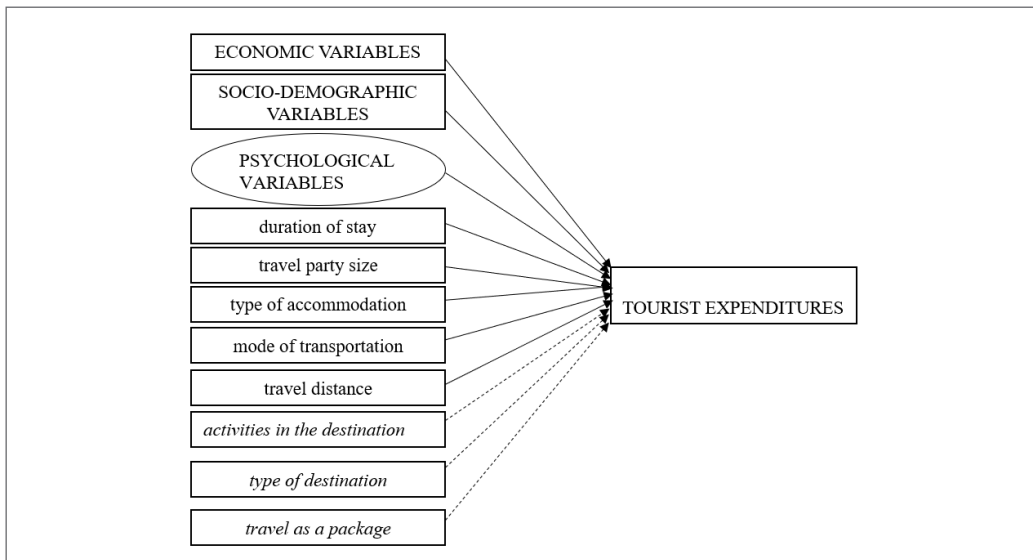 ECONOMIC VARIABLES
SOCIO-DEMOGRAPHIC
VARIABLES
PSYCHOLOGICAL
VARIABLES
duration of stay
travel party size
type of accommodation
mode of transportation
travel distance
activities in the destination
type of destination
travel as a package
TOURIST EXPENDITURES